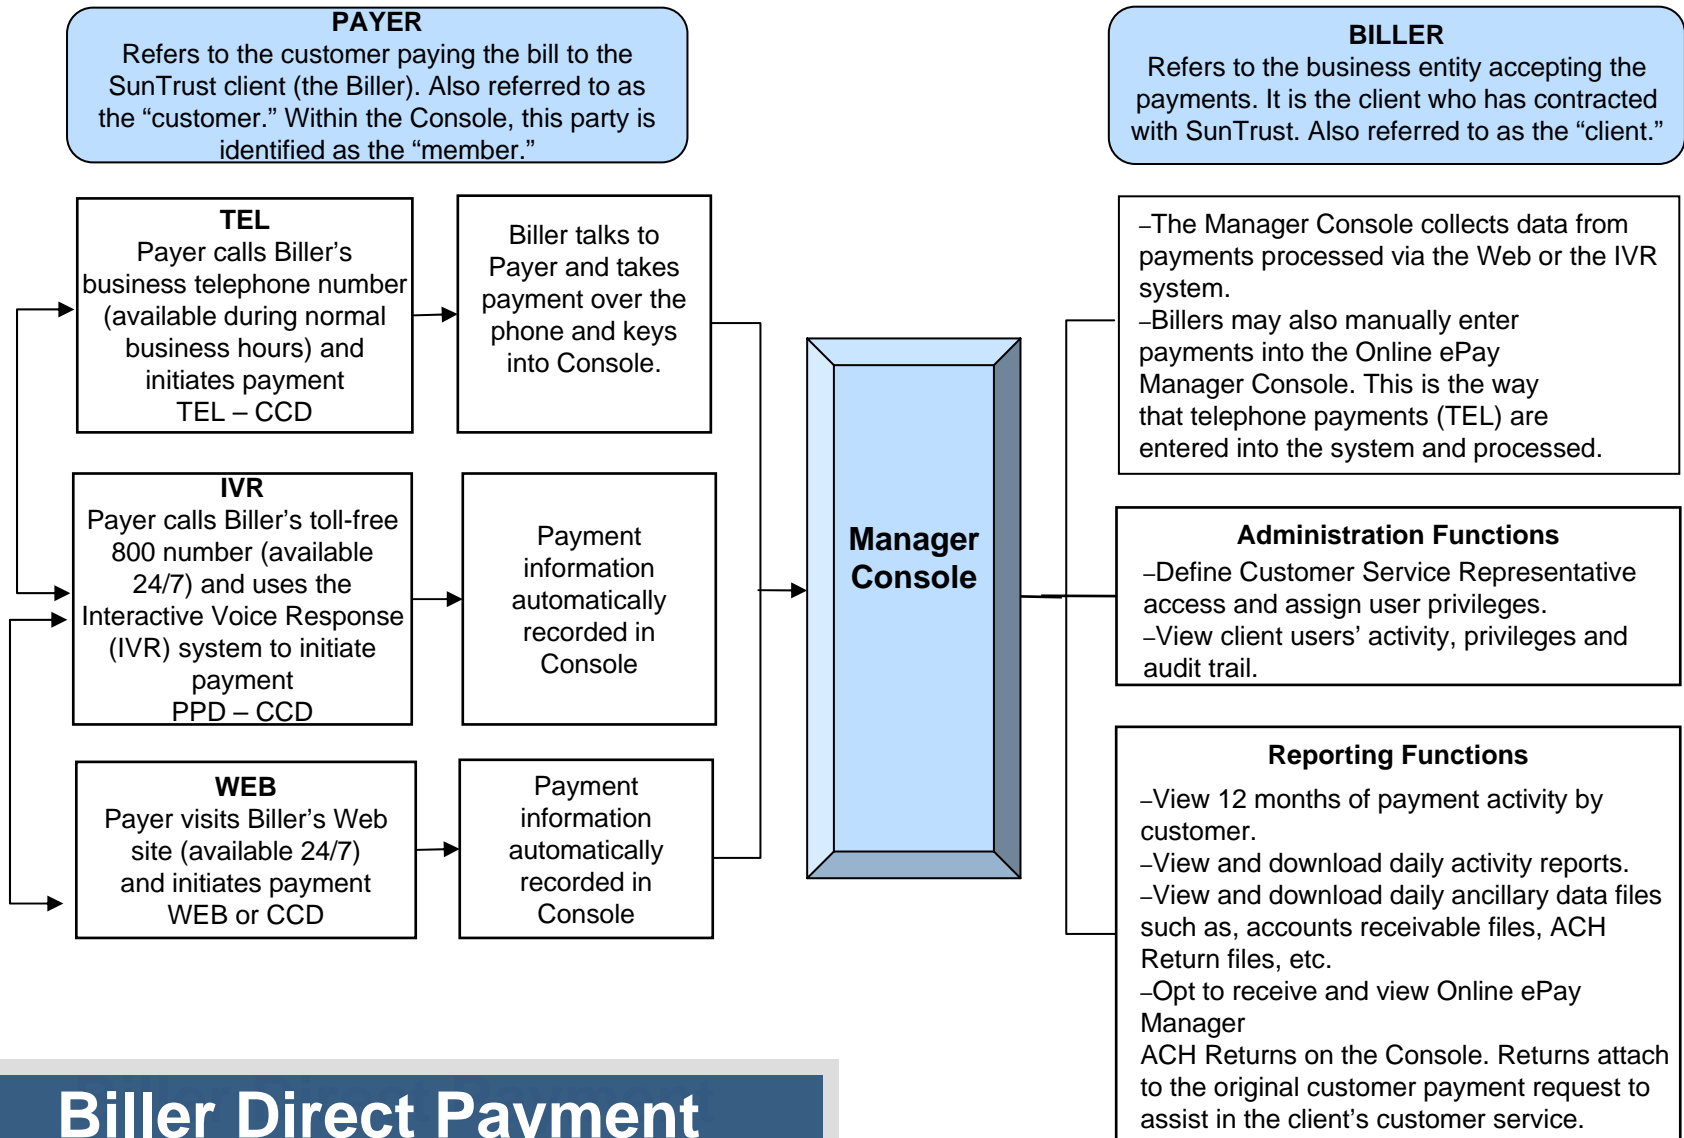 PAYER
Refers to the customer paying the bill to the
SunTrust client (the Biller). Also referred to as
the “customer.” Within the Console, this party is
identified as the “member.”
BILLER
Refers to the business entity accepting the
payments. It is the client who has contracted
with SunTrust. Also referred to as the “client.”
TEL
Payer calls Biller’s
business telephone number
(available during normal
business hours) and
initiates payment
TEL – CCD
Biller talks to
Payer and takes
payment over the
phone and keys
into Console.
IVR
Payer calls Biller’s toll-free
800 number (available
24/7) and uses the
Interactive Voice Response
(IVR) system to initiate
payment
PPD – CCD
Payment
information
automatically
recorded in
Console
WEB
Payer visits Biller’s Web
site (available 24/7)
and initiates payment
WEB or CCD
Payment
information
automatically
recorded in
Console
Manager
Console
–The Manager Console collects data from
payments processed via the Web or the IVR
system.
–Billers may also manually enter
payments into the Online ePay
Manager Console. This is the way
that telephone payments (TEL) are
entered into the system and processed.
Administration Functions
–Define Customer Service Representative
access and assign user privileges.
–View client users’ activity, privileges and
audit trail.
Reporting Functions
–View 12 months of payment activity by
customer.
–View and download daily activity reports.
–View and download daily ancillary data files
such as, accounts receivable files, ACH
Return files, etc.
–Opt to receive and view Online ePay
Manager
ACH Returns on the Console. Returns attach
to the original customer payment request to
assist in the client’s customer service.
Biller Direct Payment